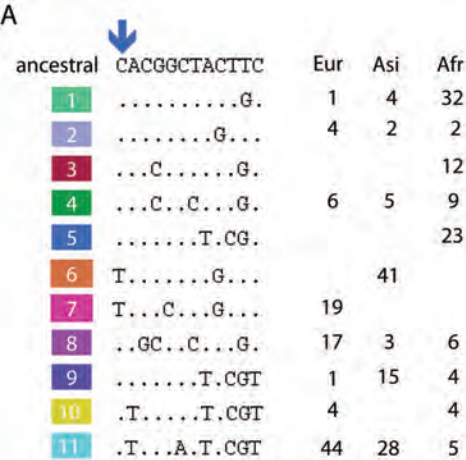 A
ancestral CACGGCTACTTC Eur Asi Afr
1 ..........G. 1 4 32
2 ........G... 4 2 2
3 ...C......G. 12
4 ...C..C...G. 6 5 9
5 .......T.CG. 23
6 T.......G... 41
7 T...C...G... 19
8 ..GC..C...G. 17 3 6
9 .......T.CGT 1 15 4
10 .T.....T.CGT 4 4
11 .T...A.T.CGT 44 28 5